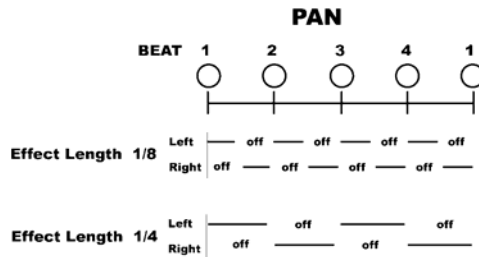 PAN
BEAT 1 2 3 4 1
Left off off off off
Effect Length 1/8
Right off off off off
Left off off
Effect Length 1/4
Right off off